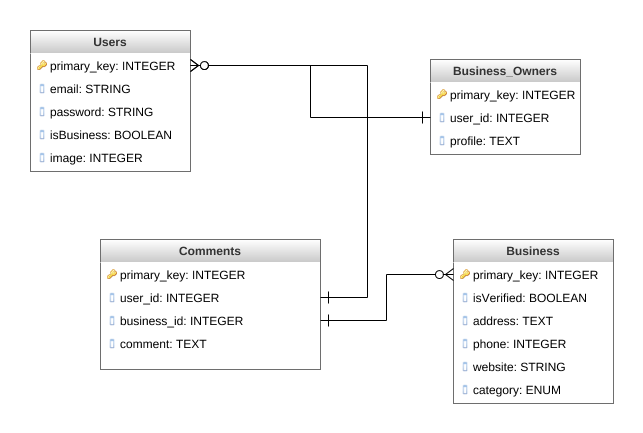 Users
primary_key: INTEGER
email: STRING
password: STRING
isBusiness: BOOLEAN
image: INTEGER
Business_Owners
primary_key: INTEGER
user_id: INTEGER
profile: TEXT
Comments
primary_key: INTEGER
user_id: INTEGER
business_id: INTEGER
comment: TEXT
Business
primary_key: INTEGER
isVerified: BOOLEAN
address: TEXT
phone: INTEGER
website: STRING
category: ENUM